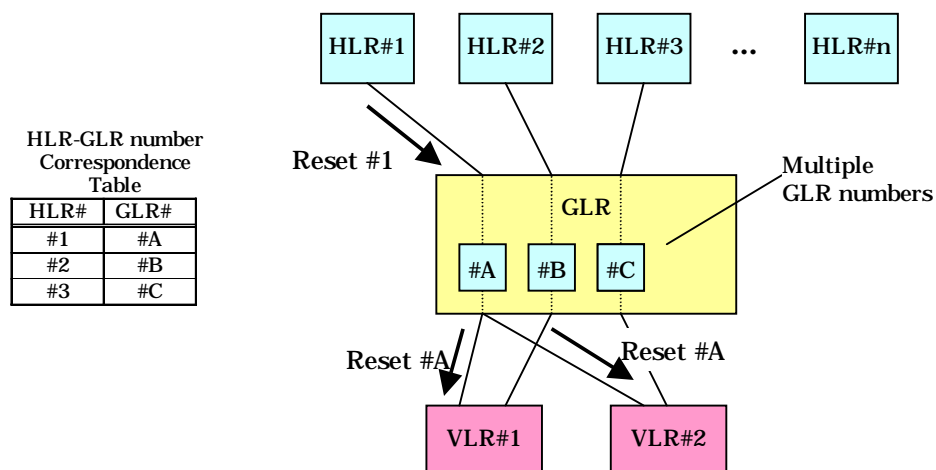 HLR#1 HLR#2 HLR#3 ... HLR#n
HLR-GLR number
Correspondence
Table
HLR# GLR#
#1 #A
#2 #B
#3 #C
Reset #1
Multiple
GLR numbers
GLR
#A #B #C
Reset #A
Reset #A
VLR#1 VLR#2